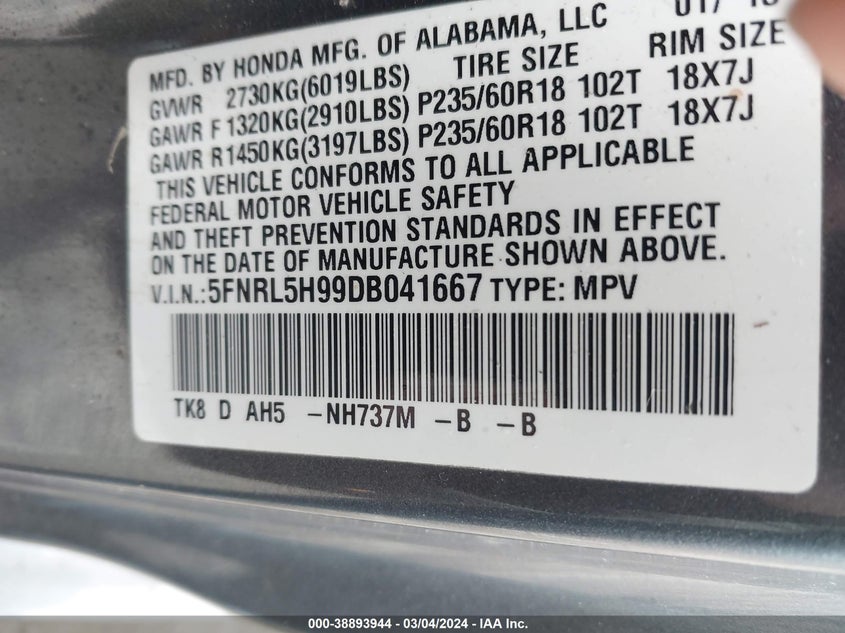 MFD. BY HONDA MFG. OF ALABAMA, LLC
GVWR 2730KG(6019LBS) TIRE SIZE RIM SIZE
GAWR F1320KG(2910LBS) P235/60R18 102T 18X7J
GAWR R1450KG(3197LBS) P235/60R18 102T 18X7J
THIS VEHICLE CONFORMS TO ALL APPLICABLE
FEDERAL MOTOR VEHICLE SAFETY
AND THEFT PREVENTION STANDARDS IN EFFECT
ON THE DATE OF MANUFACTURE SHOWN ABOVE.
V.I.N.:5FNRL5H99DB041667 TYPE: MPV
TK8 D AH5 -NH737M -B -B
000-38893944 - 03/04/2024 - IAA Inc.